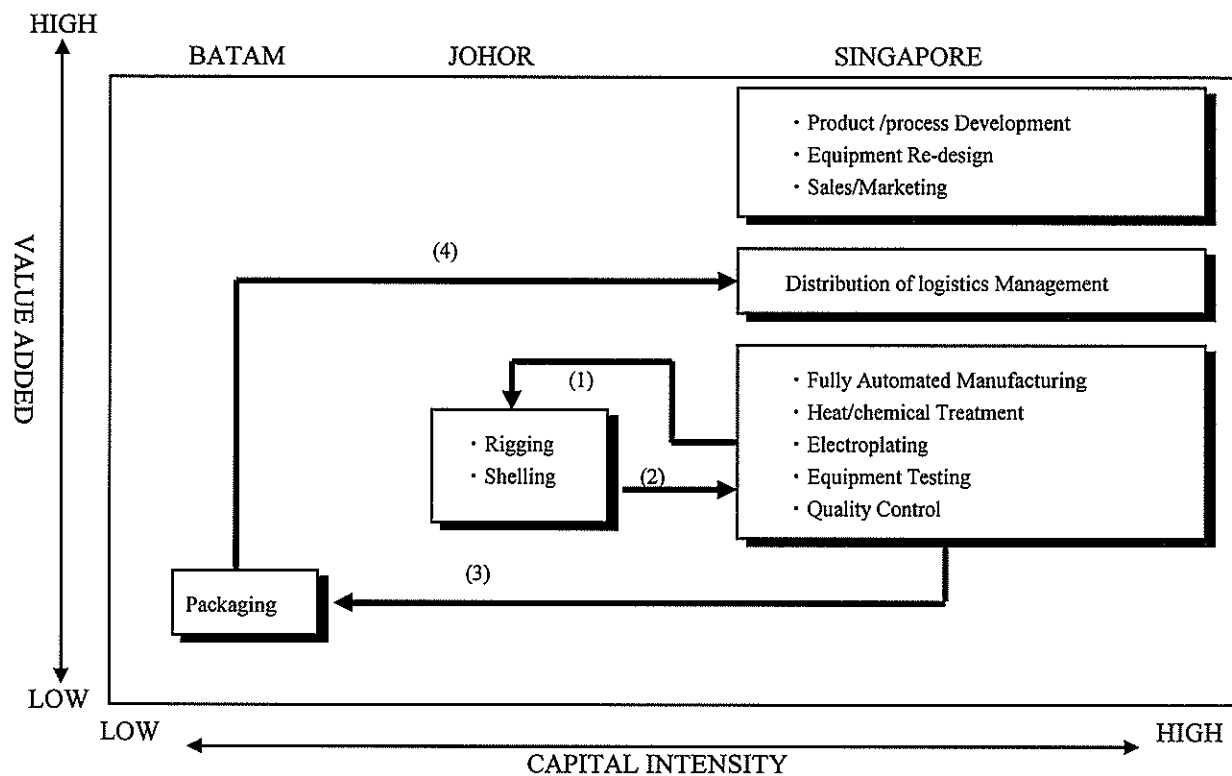 HIGH
BATAM JOHOR SINGAPORE
・Product /process Development
・Equipment Re-design
・Sales/Marketing
(4)
Distribution of logistics Management
VALUE ADDED
(1)
・Fully Automated Manufacturing
・Heat/chemical Treatment
・Electroplating
・Equipment Testing
・Quality Control
・Rigging
・Shelling
(2)
(3)
Packaging
LOW
LOW
HIGH
CAPITAL INTENSITY